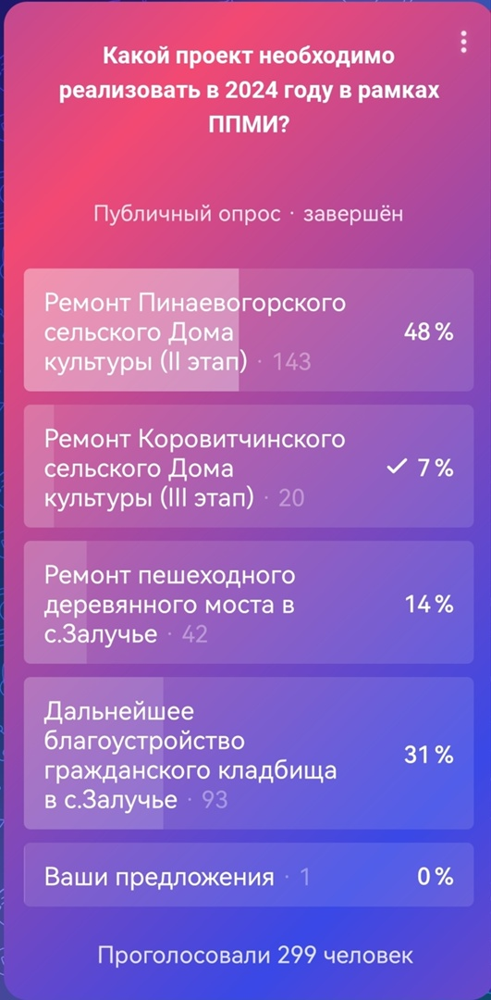 Какой проект необходимо
реализовать в 2024 году в рамках
ППМИ?
Публичный опрос · завершён
Ремонт Пинаевогорского
сельского Дома
культуры (II этап) · 143
48 %
Ремонт Коровитчинского
сельского Дома
культуры (III этап) · 20
7 %
Ремонт пешеходного
деревянного моста в
с.Залучье · 42
14 %
Дальнейшее
благоустройство
гражданского кладбища
в с.Залучье · 93
31 %
Ваши предложения · 1
0 %
Проголосовали 299 человек